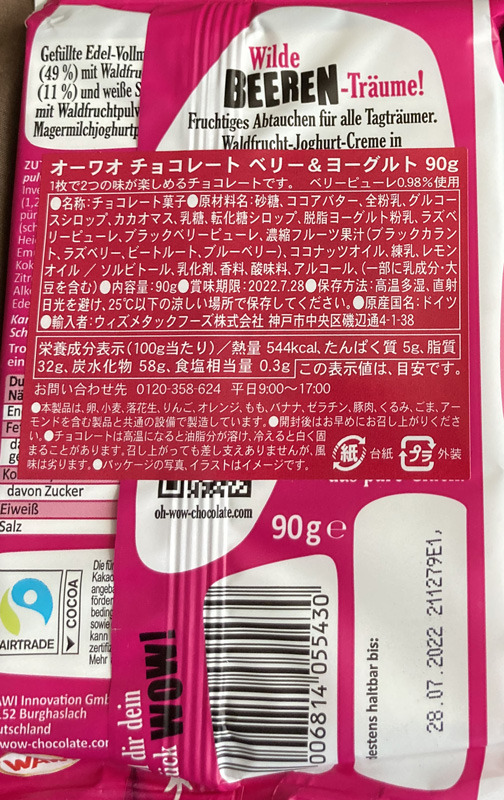 Gefüllte Edel-Vollm
(49 %) mit Waldfru
(11 %) und weiße S
mit Waldfruchtpulv
Magermilchjoghurtp
Wilde
BEEREN-Träume!
Fruchtiges Abtauchen für alle Tagträumer.
Waldfrucht-Joghurt-Creme in
オーワオ チョコレート ベリー＆ヨーグルト 90g
1枚で2つの味が楽しめるチョコレートです。 ベリーピューレ0.98%使用
●名称:チョコレート菓子●原材料名:砂糖、ココアバター、全粉乳、グルコー
スシロップ、カカオマス、乳糖、転化糖シロップ、脱脂ヨーグルト粉乳、ラズベ
リーピューレ、ブラックベリーピューレ、濃縮フルーツ果汁(ブラックカラン
ト、ラズベリー、ビートルート、ブルーベリー)、ココナッツオイル、練乳、レモン
オイル / ソルビトール、乳化剤、香料、酸味料、アルコール、(一部に乳成分・大
豆を含む)●内容量:90g●賞味期限:2022.7.28●保存方法:高温多湿、直射
日光を避け、25℃以下の涼しい場所で保存してください。●原産国名:ドイツ
●輸入者:ウィズメタックフーズ株式会社 神戸市中央区磯辺通4-1-38
栄養成分表示(100g当たり)/熱量 544kcal、たんぱく質 5g、脂質
32g、炭水化物 58g、食塩相当量 0.3g この表示値は、目安です。
お問い合わせ先 0120-358-624 平日9:00〜17:00
●本製品は、卵、小麦、落花生、りんご、オレンジ、もも、バナナ、ゼラチン、豚肉、くるみ、ごま、アー
モンドを含む製品と共通の設備で製造しています。●開封後はお早めにお召し上がりくださ
い。●チョコレートは高温になると油脂分が溶け、冷えると白く固
まることがあります。召し上がっても差し支えありませんが、風
味は劣ります。●パッケージの写真、イラストはイメージです。
紙 台紙 プラ 外装
davon Zucker
Eiweiß
Salz
oh-wow-chocolate.com
90 g e
AIRTRADE
COCOA
Die für
Kakao
angeb
förder
beding
sowie
kann
zertifiz
Mehr
AWI Innovation Gmb
152 Burghaslach
utschland
wow-chocolate.cor
dir dein
ück WOW!
006814 055430
destens haltbar bis:
28.07.2022 211279E1,